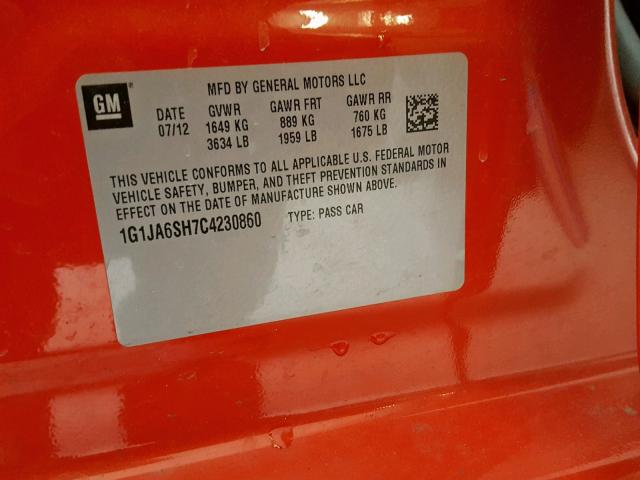 GM
MFD BY GENERAL MOTORS LLC
DATE GVWR GAWR FRT GAWR RR
07/12 1649 KG 889 KG 760 KG
3634 LB 1959 LB 1675 LB
THIS VEHICLE CONFORMS TO ALL APPLICABLE U.S. FEDERAL MOTOR
VEHICLE SAFETY, BUMPER, AND THEFT PREVENTION STANDARDS IN
EFFECT ON THE DATE OF MANUFACTURE SHOWN ABOVE.
1G1JA6SH7C4230860 TYPE: PASS CAR